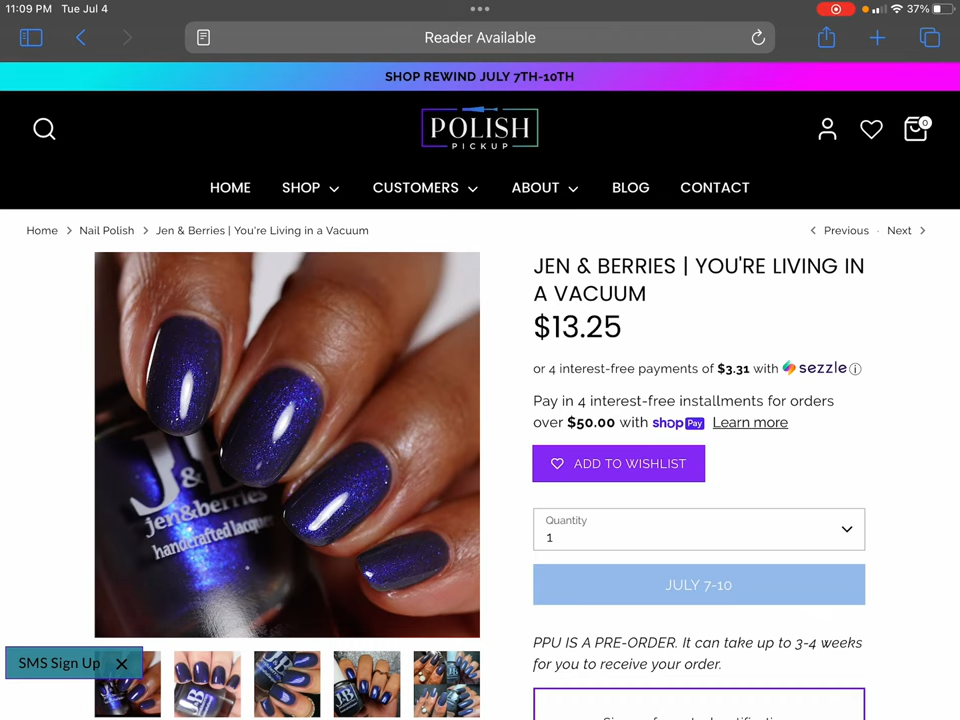 11:09 PM Tue Jul 4
37%
Reader Available
SHOP REWIND JULY 7TH-10TH
POLISH
PICKUP
0
HOME SHOP CUSTOMERS ABOUT BLOG CONTACT
Home > Nail Polish > Jen & Berries | You're Living in a Vacuum
< Previous · Next >
JEN & BERRIES | YOU'RE LIVING IN
A VACUUM
$13.25
or 4 interest-free payments of $3.31 with sezzle
Pay in 4 interest-free installments for orders
over $50.00 with shop Pay Learn more
ADD TO WISHLIST
Quantity
1
JULY 7-10
PPU IS A PRE-ORDER. It can take up to 3-4 weeks
for you to receive your order.
J&B
jen&berries
handcrafted lacquer
SMS Sign Up